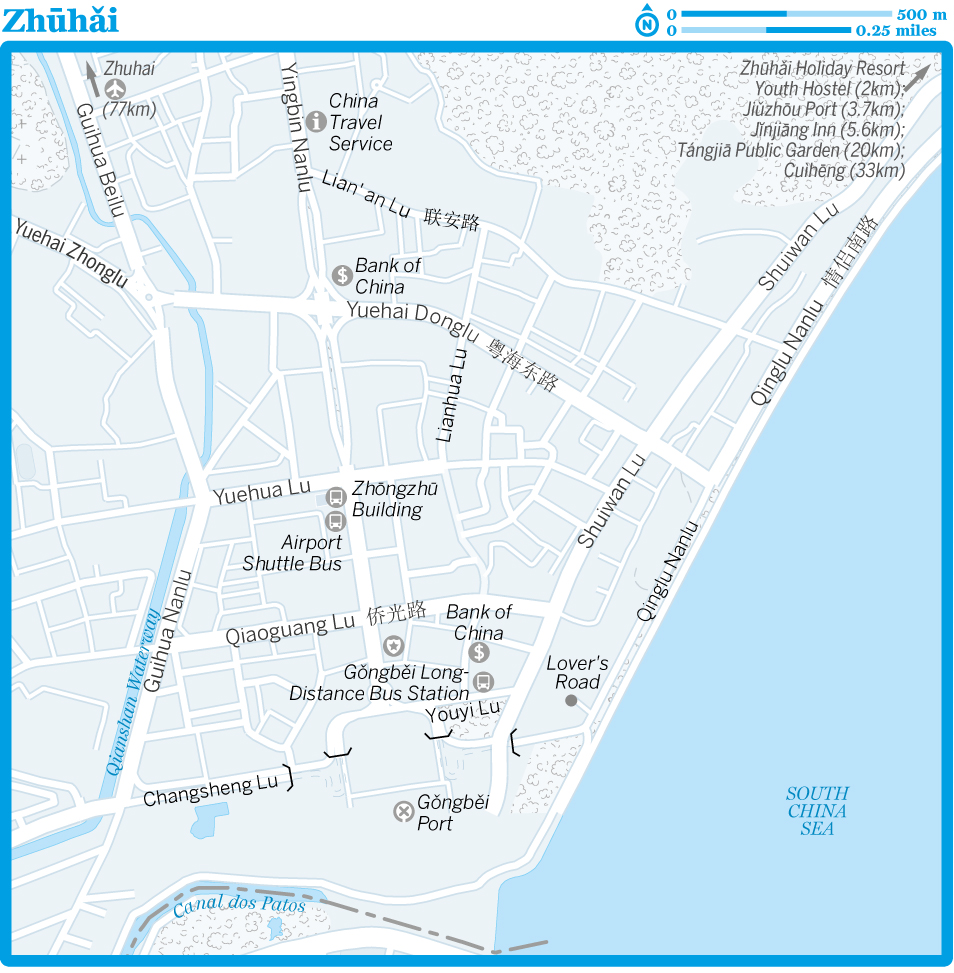 Zhūhǎi
0 500 m
0 0.25 miles
Zhuhai
(77km)
Guihua Beilu
Yingbin Nanlu
China
Travel
Service
Zhūhǎi Holiday Resort
Youth Hostel (2km);
Jiǔzhōu Port (3.7km);
Jǐnjiāng Inn (5.6km);
Tángjiā Public Garden (20km);
Cuìhēng (33km)
Lian'an Lu 联安路
Yuehai Zhonglu
Bank of
China
Yuehai Donglu 粤海东路
Shuiwan Lu
Qinglu Nanlu 情侣南路
Lianhua Lu
Yuehua Lu
Zhōngzhū
Building
Airport
Shuttle Bus
Shuiwan Lu
Qinglu Nanlu
Guihua Nanlu
Qianshan Waterway
Qiaoguang Lu 侨光路
Bank of
China
Gǒngběi Long-
Distance Bus Station
Lover's
Road
Youyi Lu
Changsheng Lu
Gǒngběi
Port
SOUTH
CHINA
SEA
Canal dos Patos